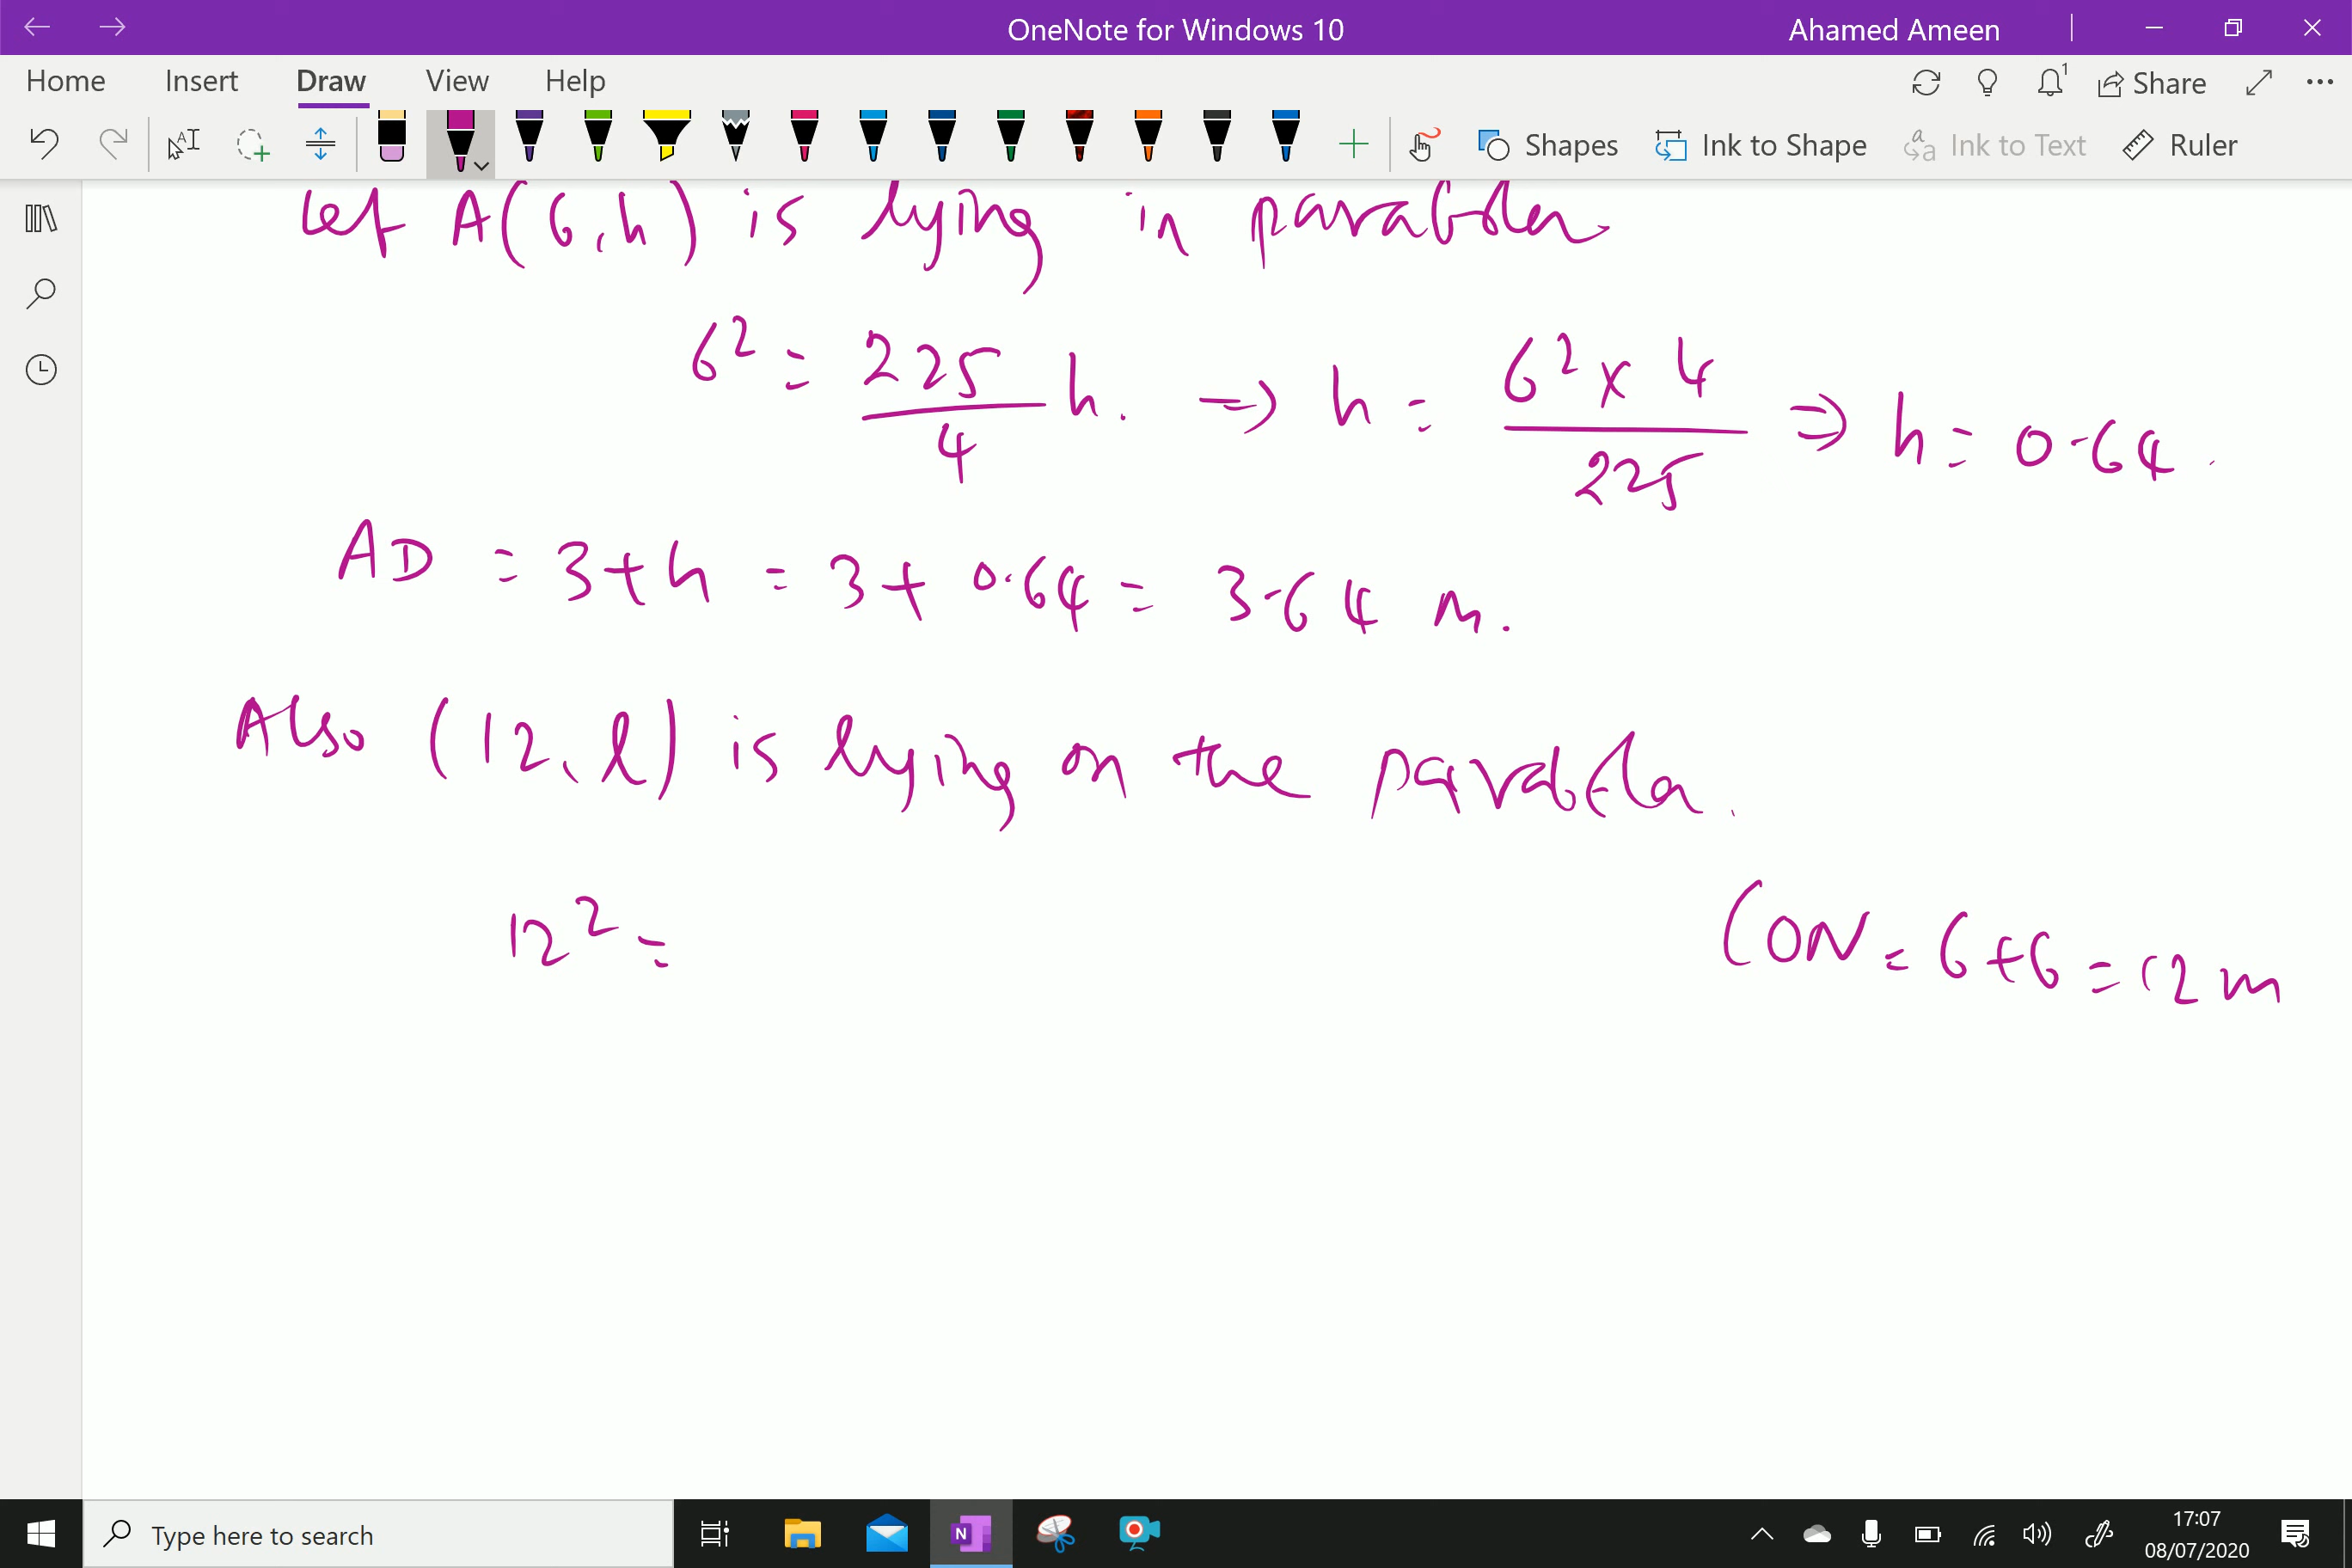 OneNote for Windows 10
Ahamed Ameen
Home Insert Draw View Help
1 Share
Shapes Ink to Shape Ink to Text Ruler
Let A(6, h) is lying in parabola
6² = 225/4 h. ⇒ h = 6² × 4 / 225 ⇒ h = 0.64.
AD = 3+h = 3 + 0.64 = 3.64 m.
Also (12, l) is lying on the parabola.
12² =
(ON = 6+6 = 12 m
Type here to search
N
17:07
08/07/2020